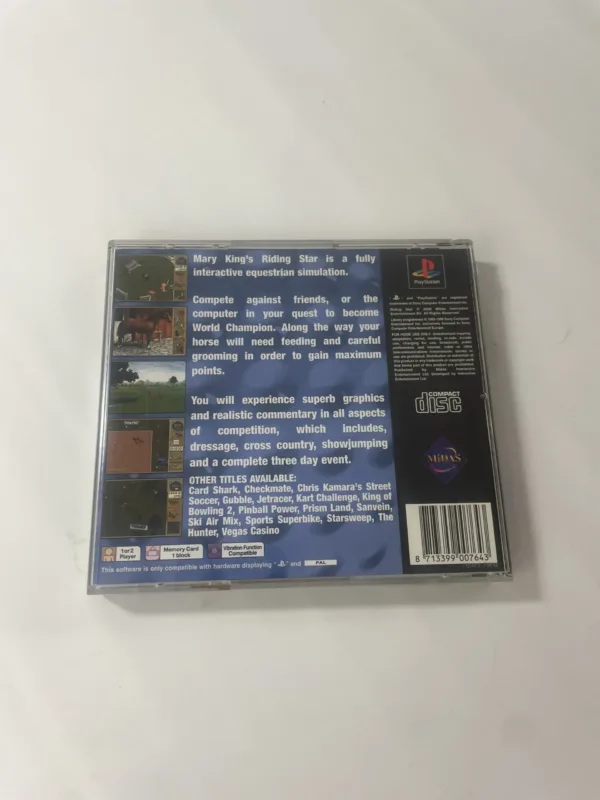 Mary King's Riding Star is a fully
interactive equestrian simulation.
Compete against friends, or the
computer in your quest to become
World Champion. Along the way your
horse will need feeding and careful
grooming in order to gain maximum
points.
You will experience superb graphics
and realistic commentary in all aspects
of competition, which includes,
dressage, cross country, showjumping
and a complete three day event.
OTHER TITLES AVAILABLE:
Card Shark, Checkmate, Chris Kamara's Street
Soccer, Gubble, Jetracer, Kart Challenge, King of
Bowling 2, Pinball Power, Prism Land, Sanvein,
Ski Air Mix, Sports Superbike, Starsweep, The
Hunter, Vegas Casino
1 or 2
Player
Memory Card
1 block
Vibration Function
Compatible
This software is only compatible with hardware displaying " " and PAL
PlayStation
COMPACT
disc
MiDAS
8 713399 007643